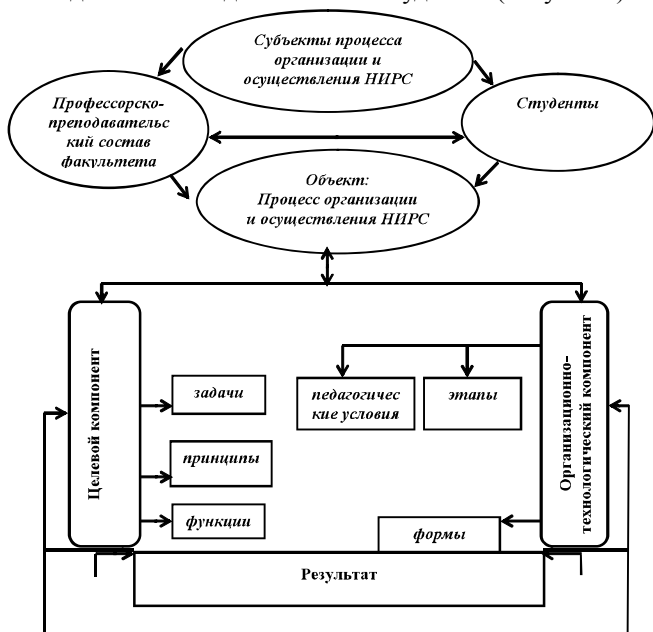 Субъекты процесса
организации и
осуществления НИРС
Профессорско-
преподавательс
кий состав
факультета
Студенты
Объект:
Процесс организации
и осуществления НИРС
Целевой компонент
задачи
принципы
функции
педагогичес
кие условия
этапы
формы
Организационно-
технологический компонент
Результат